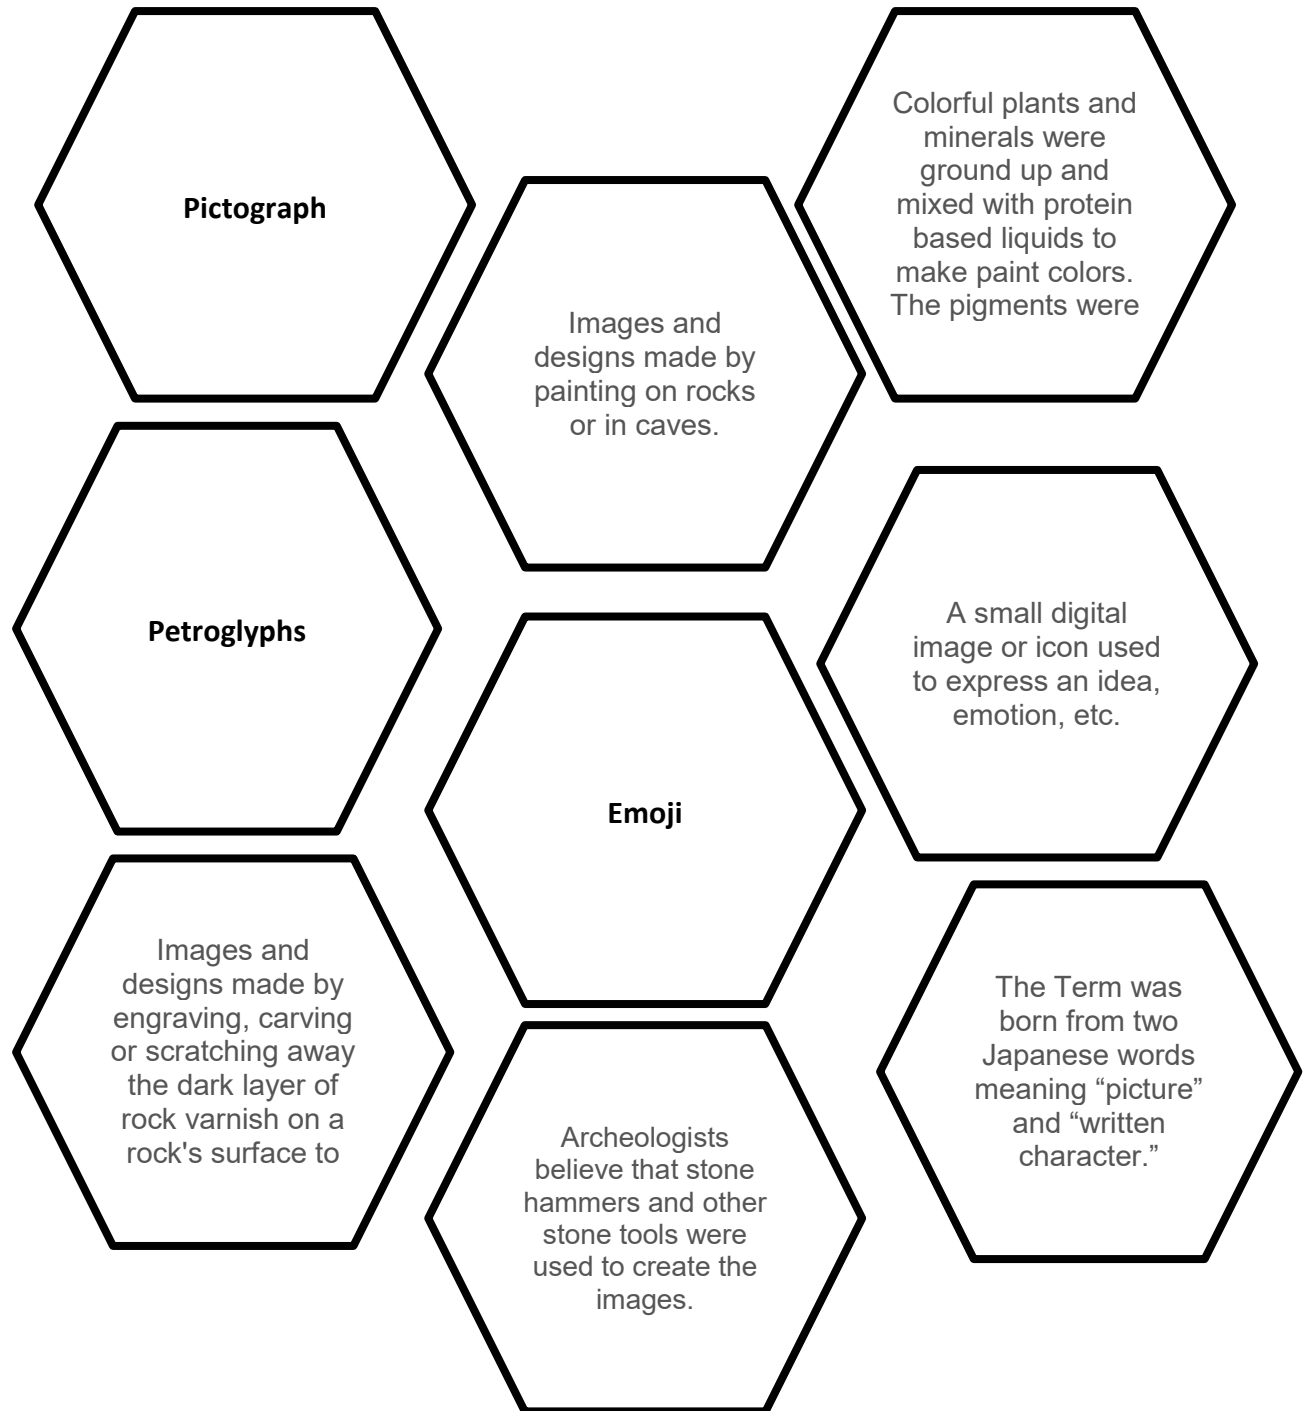 Pictograph
Colorful plants and
minerals were
ground up and
mixed with protein
based liquids to
make paint colors.
The pigments were
Images and
designs made by
painting on rocks
or in caves.
Petroglyphs
A small digital
image or icon used
to express an idea,
emotion, etc.
Emoji
Images and
designs made by
engraving, carving
or scratching away
the dark layer of
rock varnish on a
rock's surface to
The Term was
born from two
Japanese words
meaning “picture”
and “written
character.”
Archeologists
believe that stone
hammers and other
stone tools were
used to create the
images.